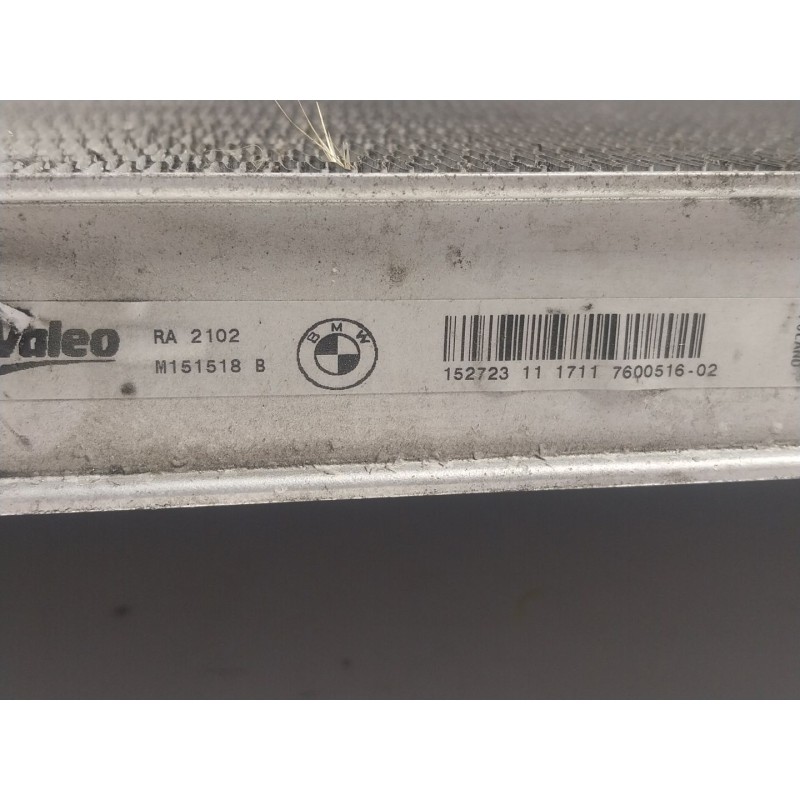 Valeo
RA 2102
M151518 B
BMW
152723 11 1711 7600516-02